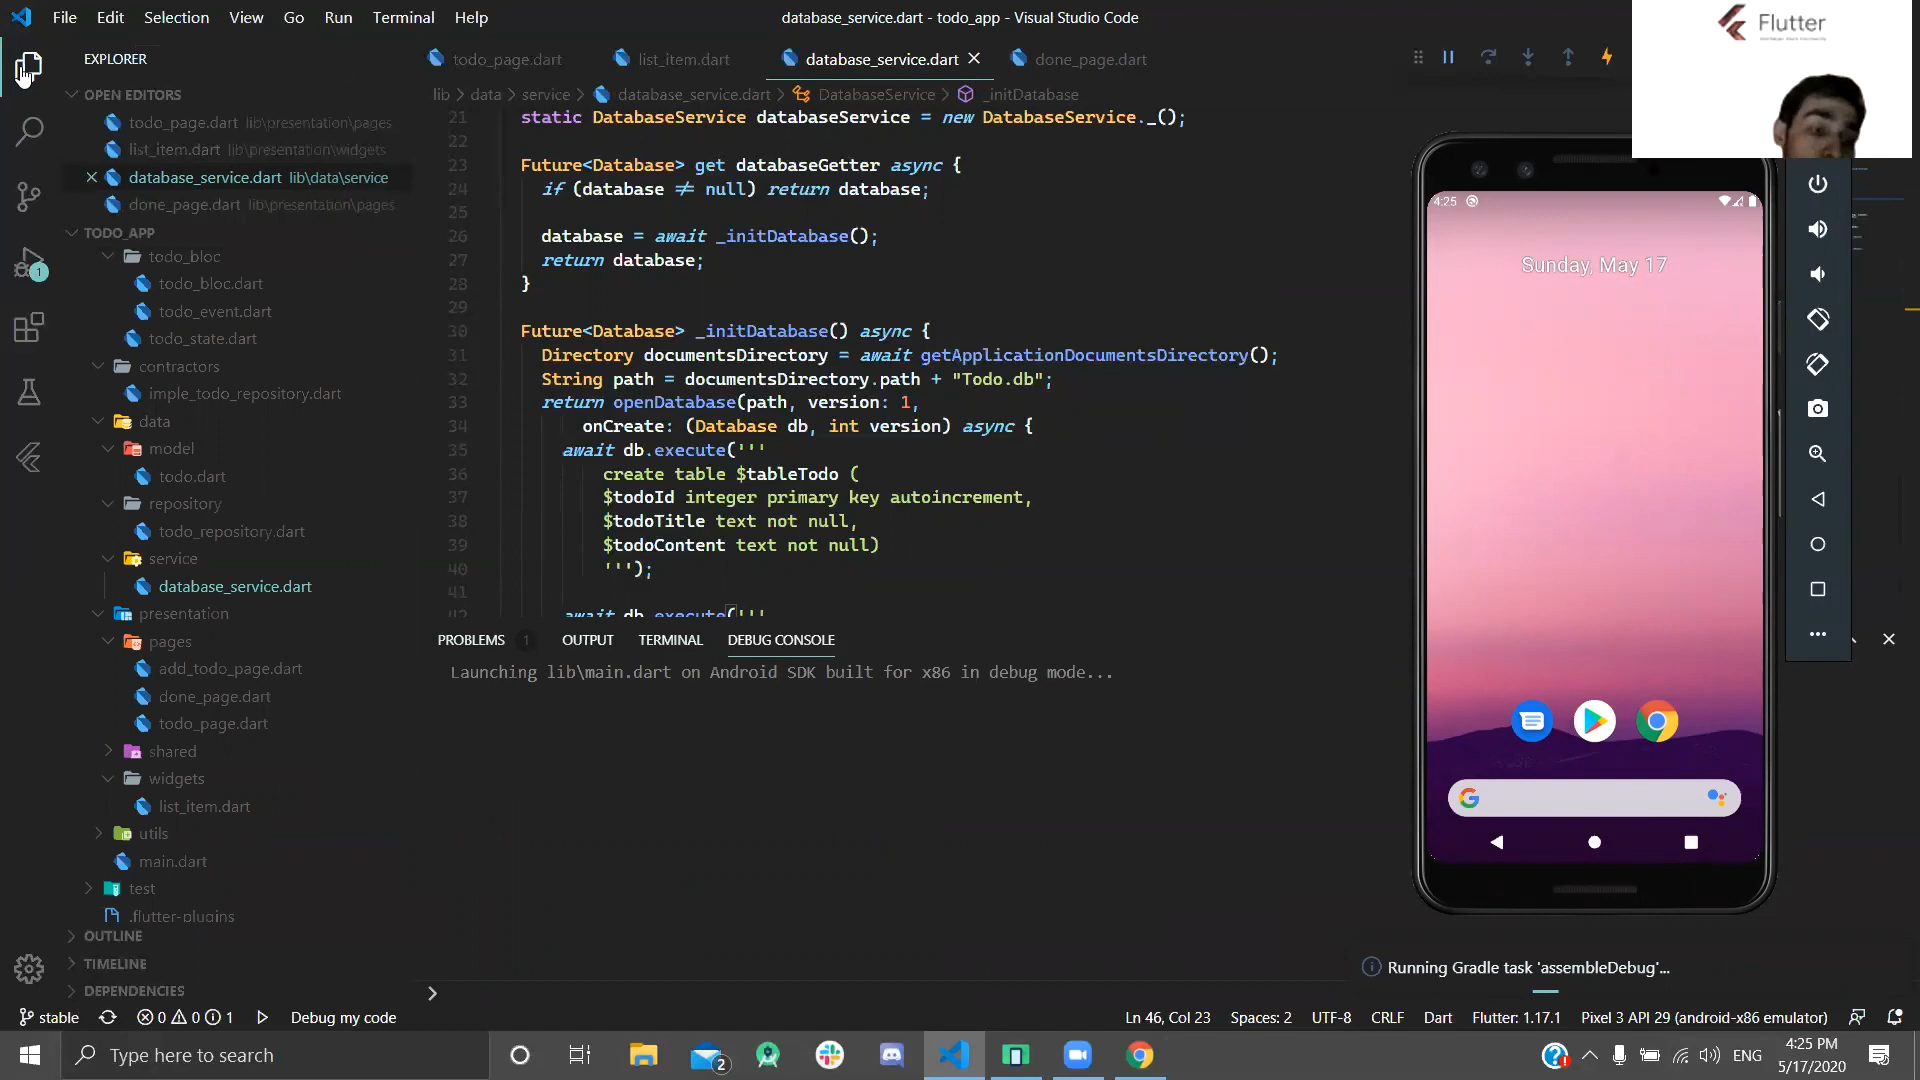 File Edit Selection View Go Run Terminal Help
database_service.dart - todo_app - Visual Studio Code
Flutter
EXPLORER
OPEN EDITORS
todo_page.dart lib\presentation\pages
list_item.dart lib\presentation\widgets
database_service.dart lib\data\service
done_page.dart lib\presentation\pages
TODO_APP
todo_bloc
todo_bloc.dart
todo_event.dart
todo_state.dart
contractors
imple_todo_repository.dart
data
model
todo.dart
repository
todo_repository.dart
service
database_service.dart
presentation
pages
add_todo_page.dart
done_page.dart
todo_page.dart
shared
widgets
list_item.dart
utils
main.dart
test
.flutter-plugins
OUTLINE
TIMELINE
DEPENDENCIES
1
todo_page.dart list_item.dart database_service.dart done_page.dart
lib > data > service > database_service.dart > DatabaseService > _initDatabase
21 static DatabaseService databaseService = new DatabaseService._();
22
23 Future<Database> get databaseGetter async {
24 if (database ≠ null) return database;
25
26 database = await _initDatabase();
27 return database;
28 }
29
30 Future<Database> _initDatabase() async {
31 Directory documentsDirectory = await getApplicationDocumentsDirectory();
32 String path = documentsDirectory.path + "Todo.db";
33 return openDatabase(path, version: 1,
34 onCreate: (Database db, int version) async {
35 await db.execute('''
36 create table $tableTodo (
37 $todoId integer primary key autoincrement,
38 $todoTitle text not null,
39 $todoContent text not null)
40 ''');
41
42 await db.execute('''
PROBLEMS 1 OUTPUT TERMINAL DEBUG CONSOLE
Launching lib\main.dart on Android SDK built for x86 in debug mode...
4:25
Sunday, May 17
Running Gradle task 'assembleDebug'...
stable 0 0 1 Debug my code
Ln 46, Col 23 Spaces: 2 UTF-8 CRLF Dart Flutter: 1.17.1 Pixel 3 API 29 (android-x86 emulator)
Type here to search
2
ENG
4:25 PM
5/17/2020